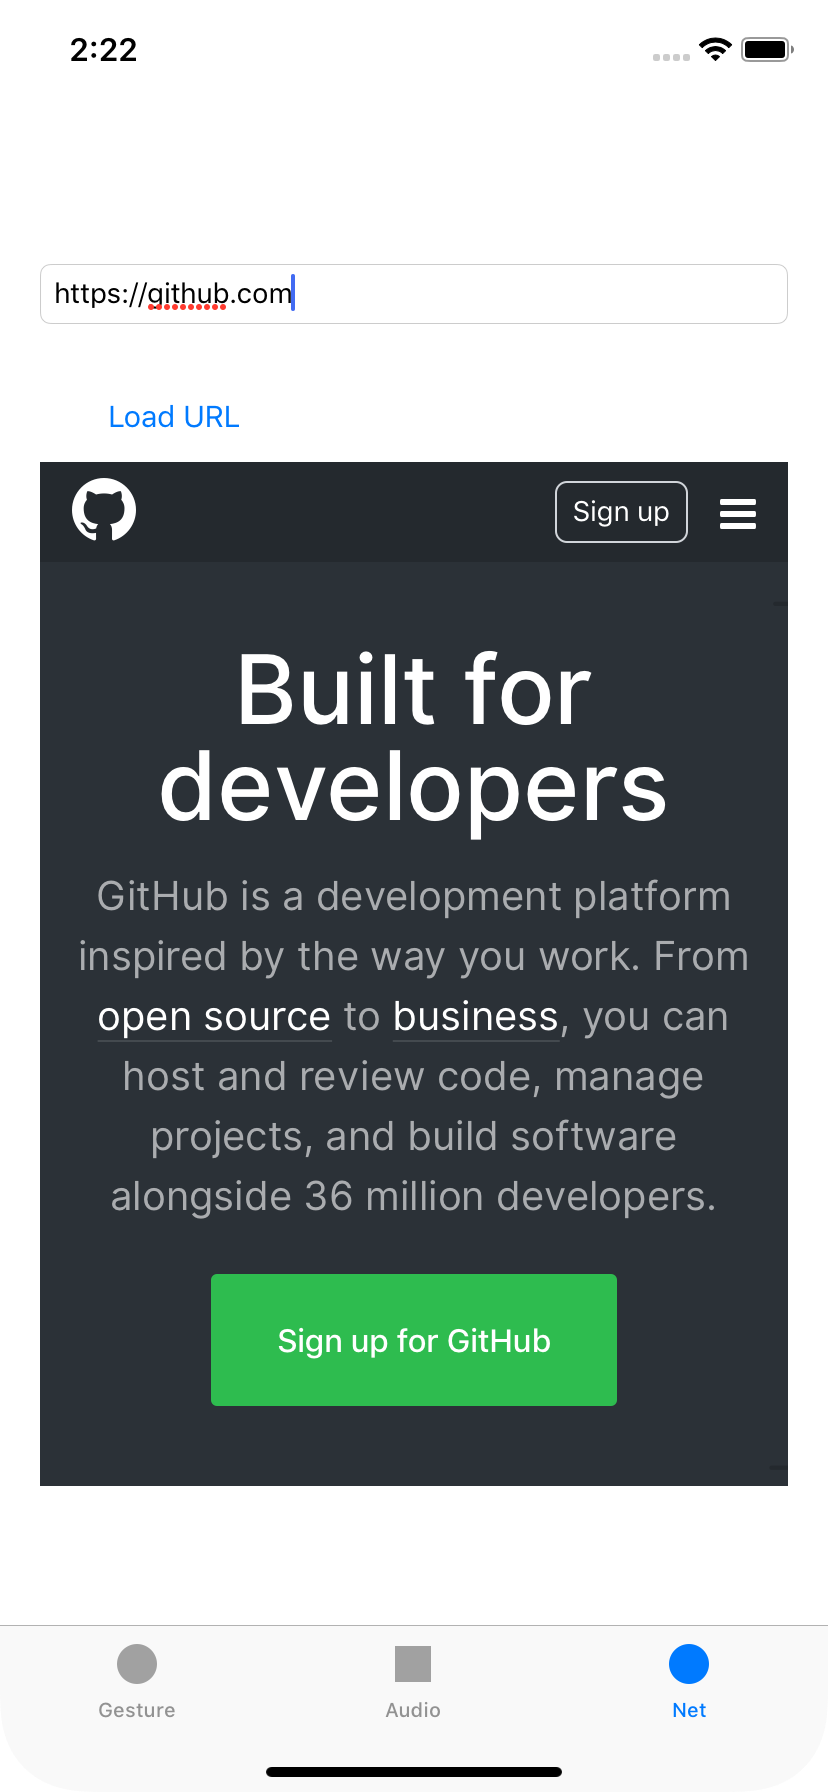 2:22
https://github.com
Load URL
Sign up
Built for
developers
GitHub is a development platform
inspired by the way you work. From
open source to business, you can
host and review code, manage
projects, and build software
alongside 36 million developers.
Sign up for GitHub
Gesture
Audio
Net